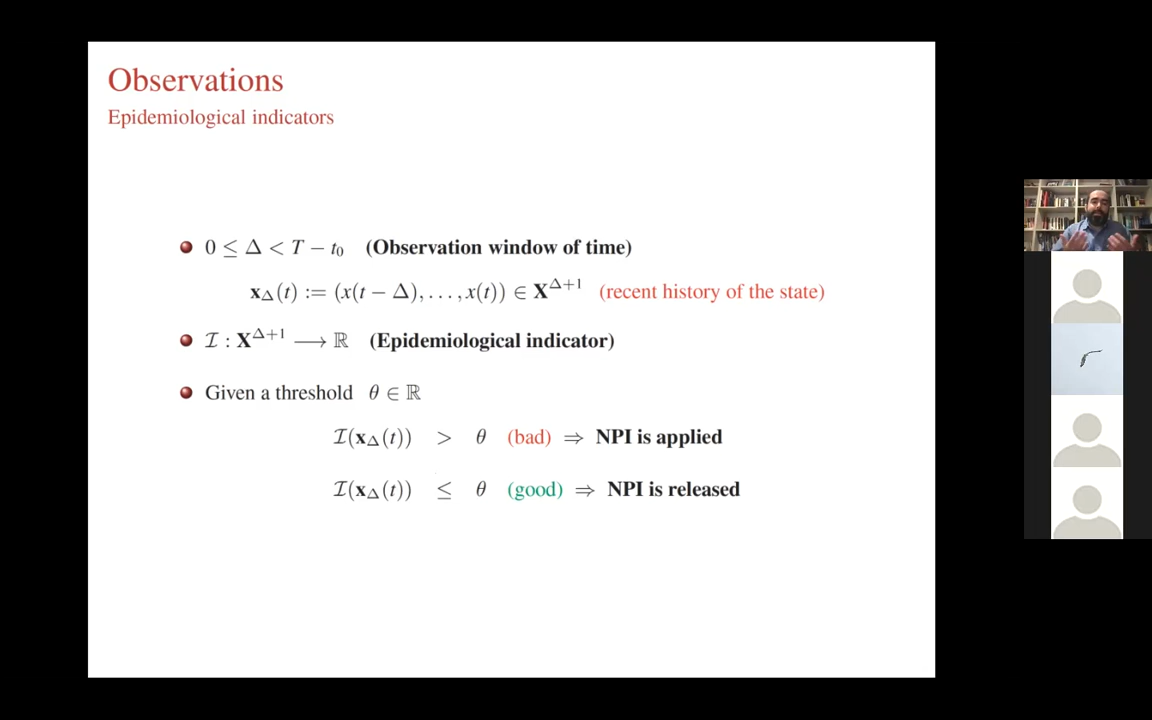 Observations
Epidemiological indicators
0 ≤ Δ < T − t₀ (Observation window of time)
x_Δ(t) := (x(t − Δ), . . . , x(t)) ∈ X^{Δ+1} (recent history of the state)
ℐ : X^{Δ+1} ⟶ ℝ (Epidemiological indicator)
Given a threshold θ ∈ ℝ
ℐ(x_Δ(t)) > θ (bad) ⇒ NPI is applied
ℐ(x_Δ(t)) ≤ θ (good) ⇒ NPI is released